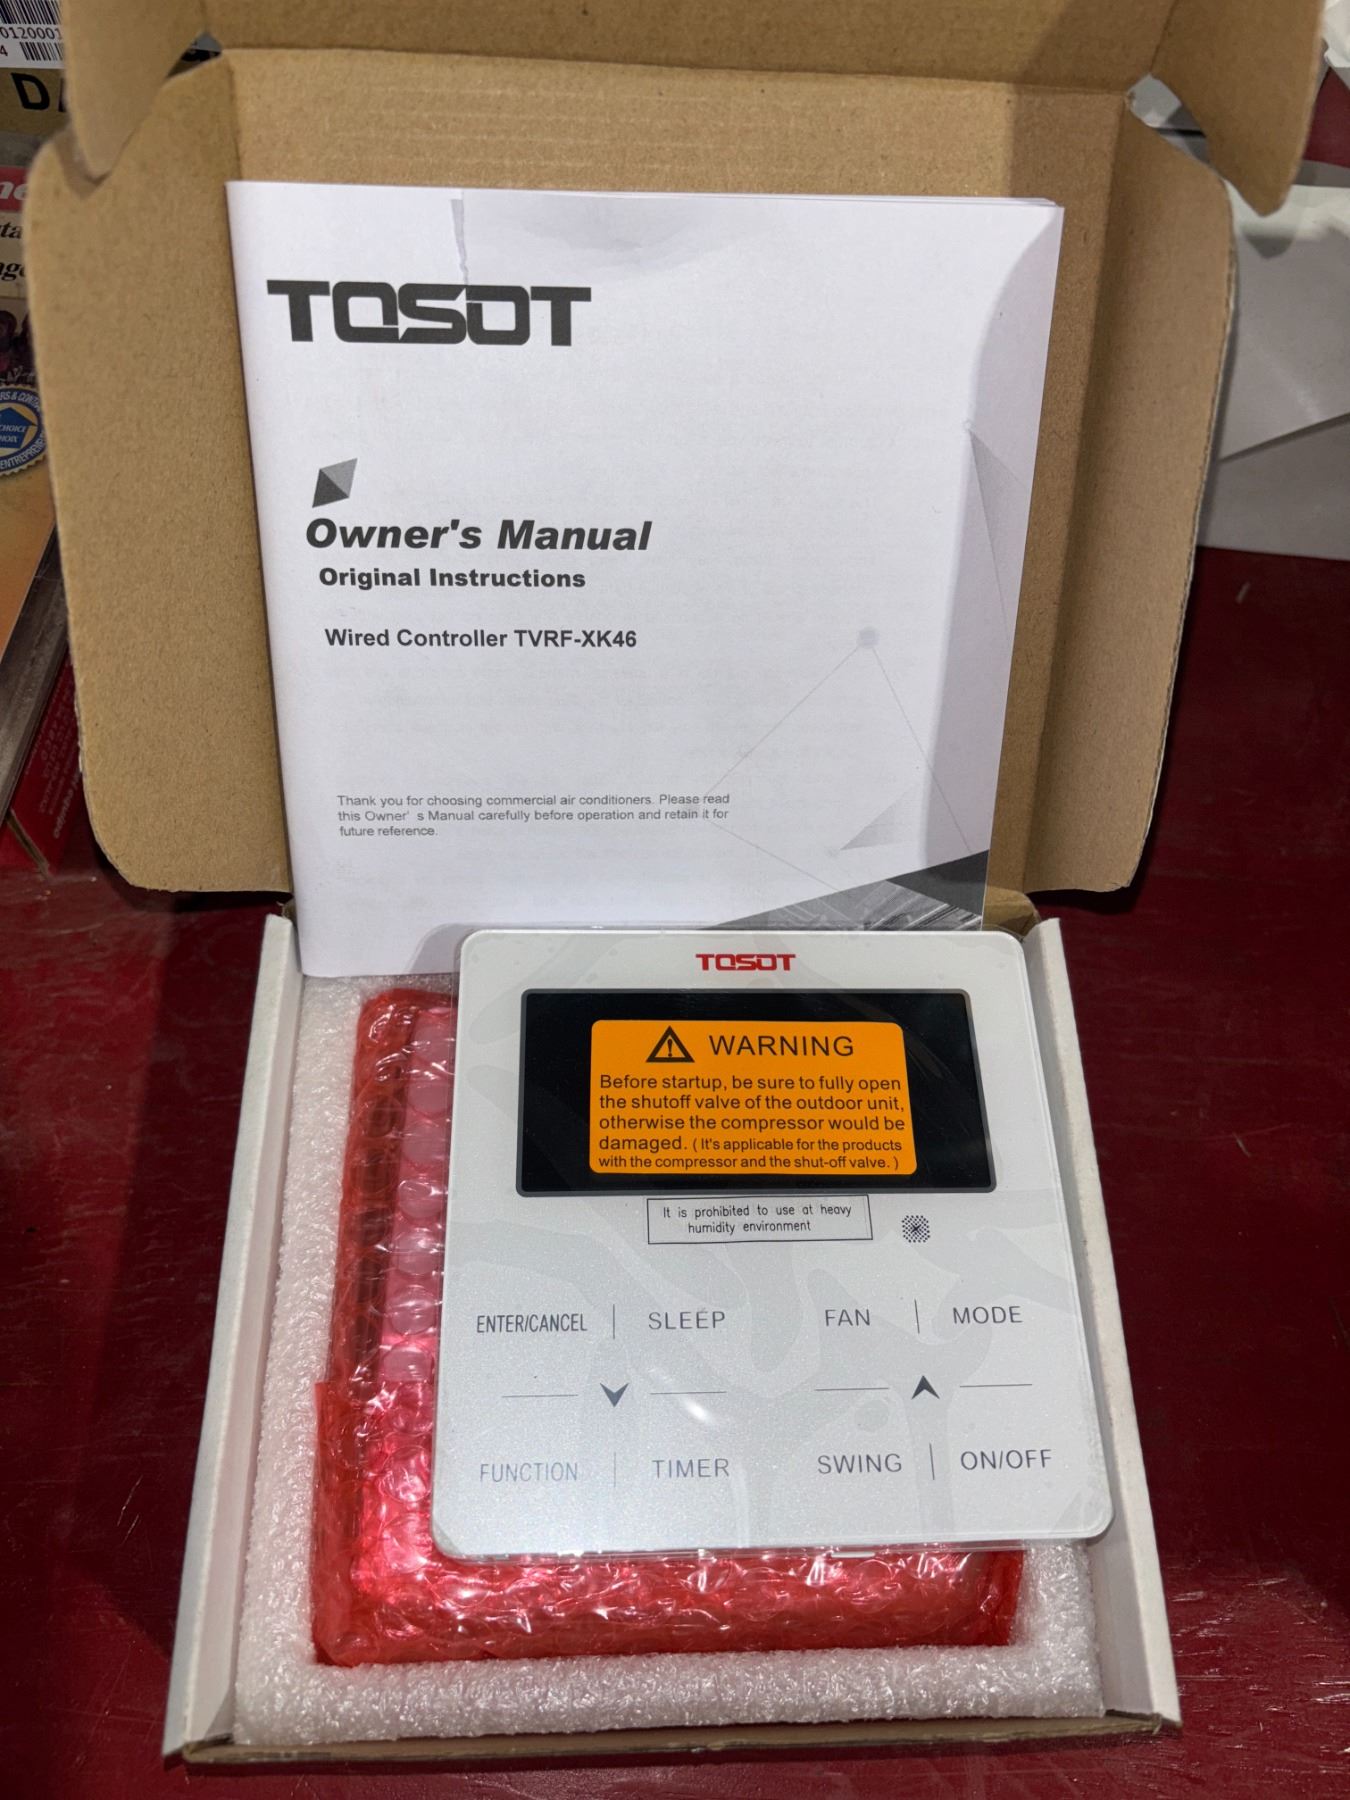 TOSOT
Owner's Manual
Original Instructions
Wired Controller TVRF-XK46
Thank you for choosing commercial air conditioners. Please read
this Owner' s Manual carefully before operation and retain it for
future reference.
TOSOT
WARNING
Before startup, be sure to fully open
the shutoff valve of the outdoor unit,
otherwise the compressor would be
damged. ( It's applicable for the products
with the compressor and the shut-off valve. )
It is prohibited to use at heavy
humidity environment
ENTER/CANCEL | SLEEP FAN | MODE
FUNCTION | TIMER SWING | ON/OFF
CHOICE